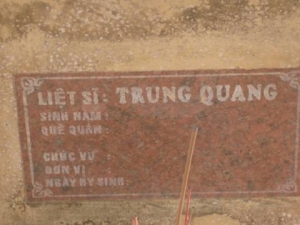 LIỆT SĨ: TRUNG QUANG
SINH NĂM:
QUÊ QUÁN:
CHỨC VỤ:
ĐƠN VỊ:
NGÀY HY SINH: